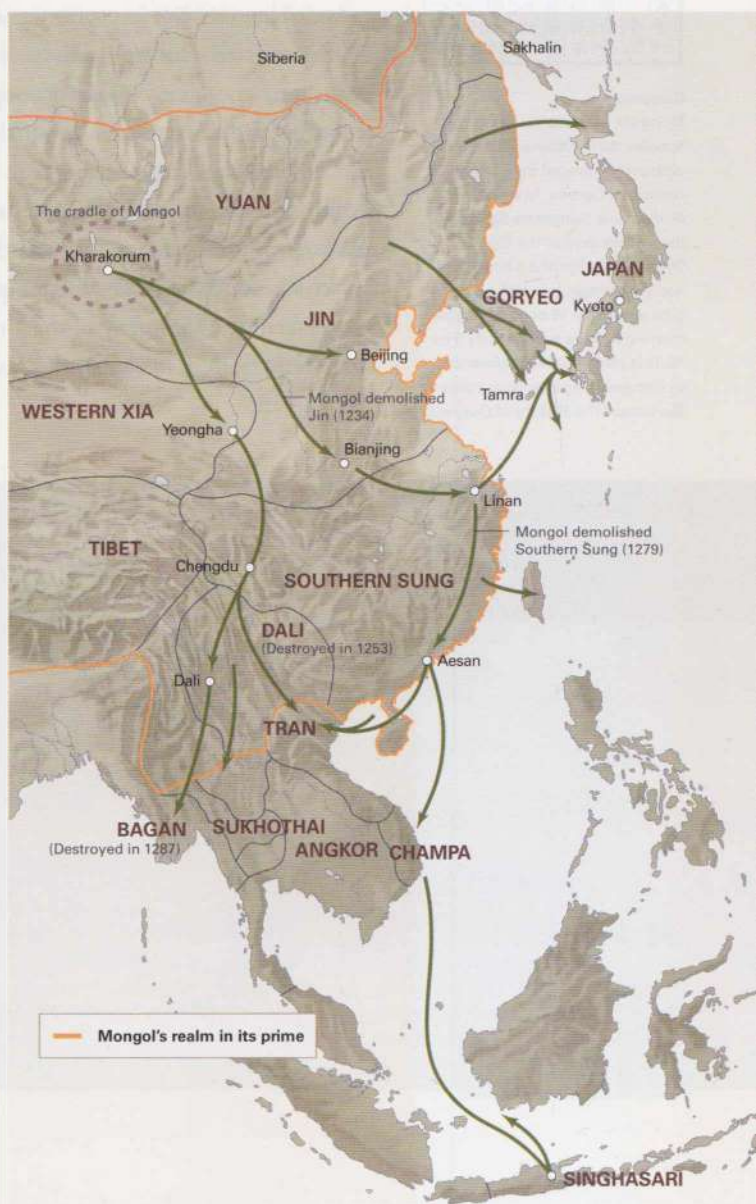 Sakhalin
Siberia
YUAN
The cradle of Mongol
Kharakorum
JAPAN
GORYEO
Kyoto
JIN
Beijing
Tamra
Mongol demolished
Jin (1234)
WESTERN XIA
Yeongha
Bianjing
Linan
Mongol demolished
Southern Sung (1279)
TIBET
Chengdu
SOUTHERN SUNG
DALI
(Destroyed in 1253)
Aesan
Dali
TRAN
BAGAN
(Destroyed in 1287)
SUKHOTHAI
ANGKOR
CHAMPA
Mongol's realm in its prime
SINGHASARI